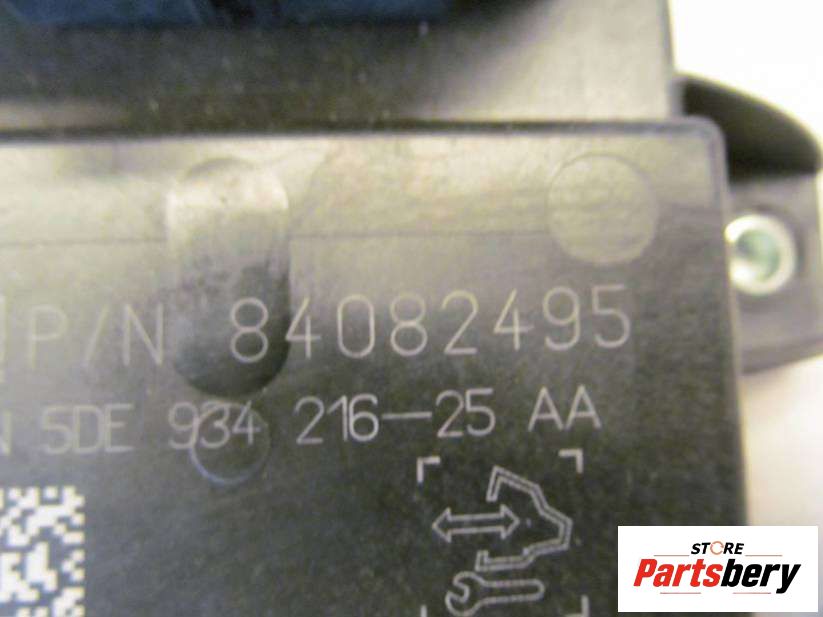 P/N 84082495
N 5DE 934 216-25 AA
STORE
Partsbery